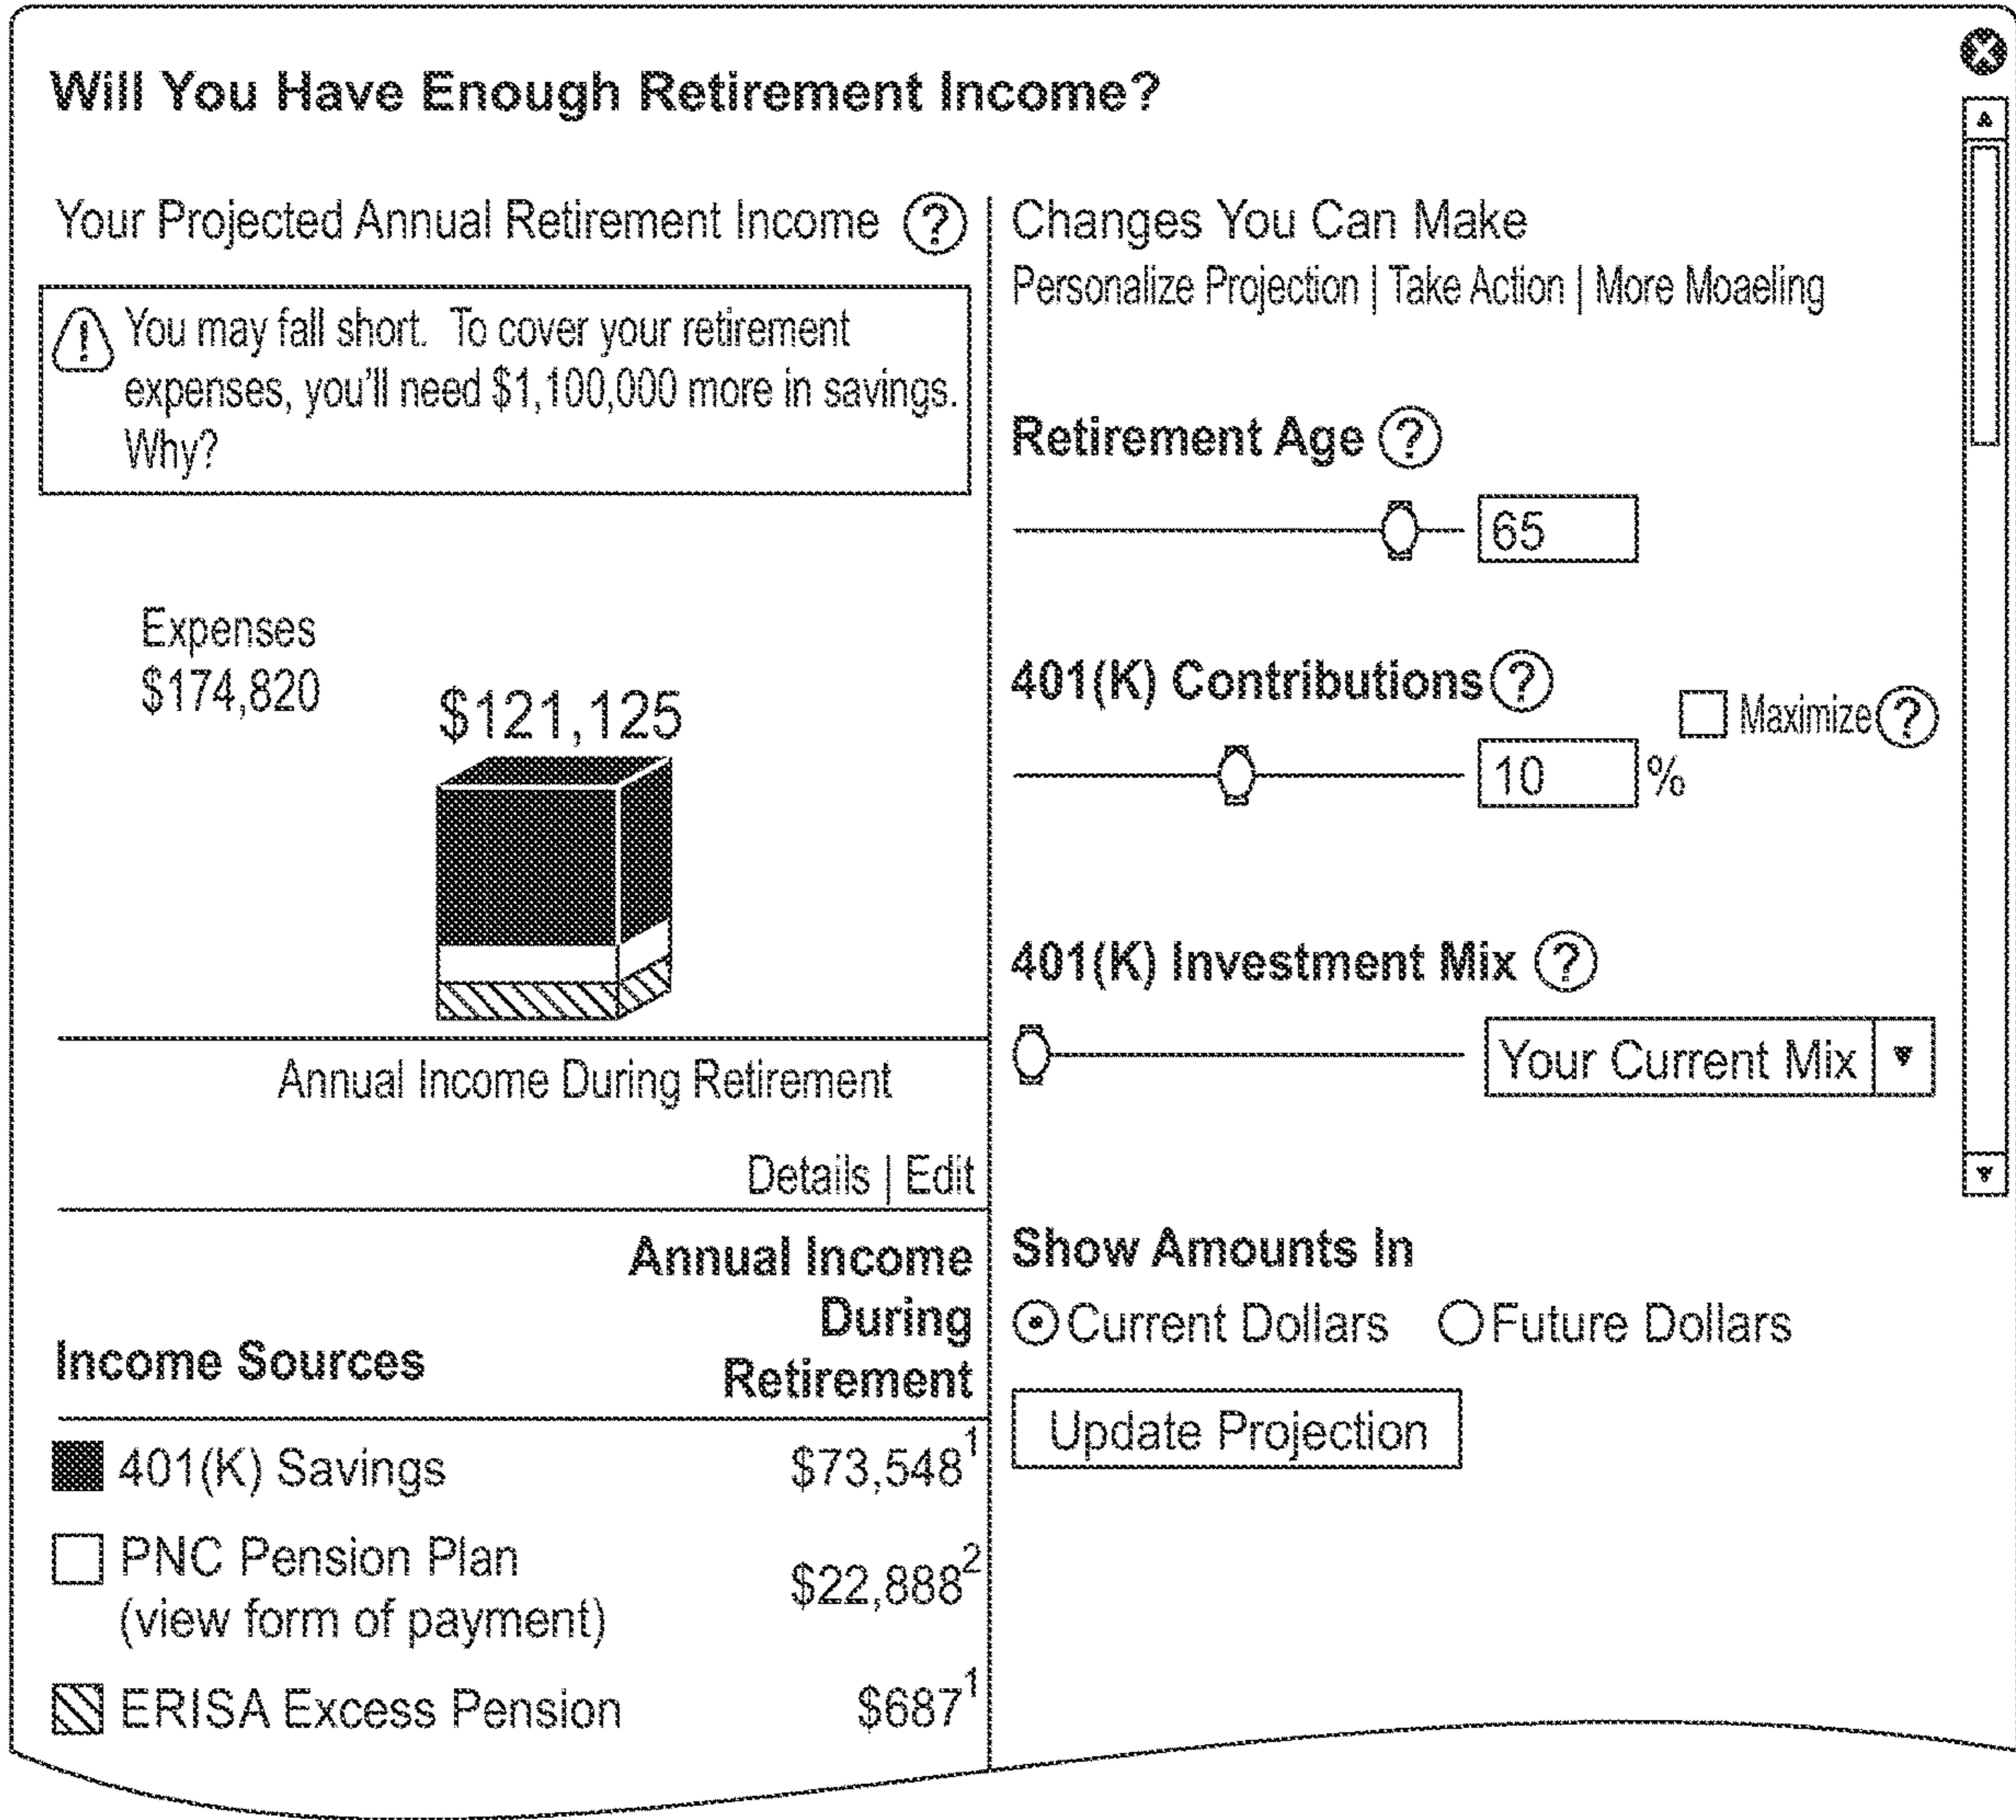 Will You Have Enough Retirement Income?
Your Projected Annual Retirement Income ?
You may fall short. To cover your retirement
expenses, you'll need $1,100,000 more in savings.
Why?
Expenses
$174,820
$121,125
Annual Income During Retirement
Details | Edit
Annual Income
During
Income Sources
Retirement
401(K) Savings $73,548¹
PNC Pension Plan
(view form of payment)
$22,888²
ERISA Excess Pension $687¹
Changes You Can Make
Personalize Projection | Take Action | More Moaeling
Retirement Age ?
65
401(K) Contributions ?
Maximize ?
10 %
401(K) Investment Mix ?
Your Current Mix
Show Amounts In
Current Dollars Future Dollars
Update Projection